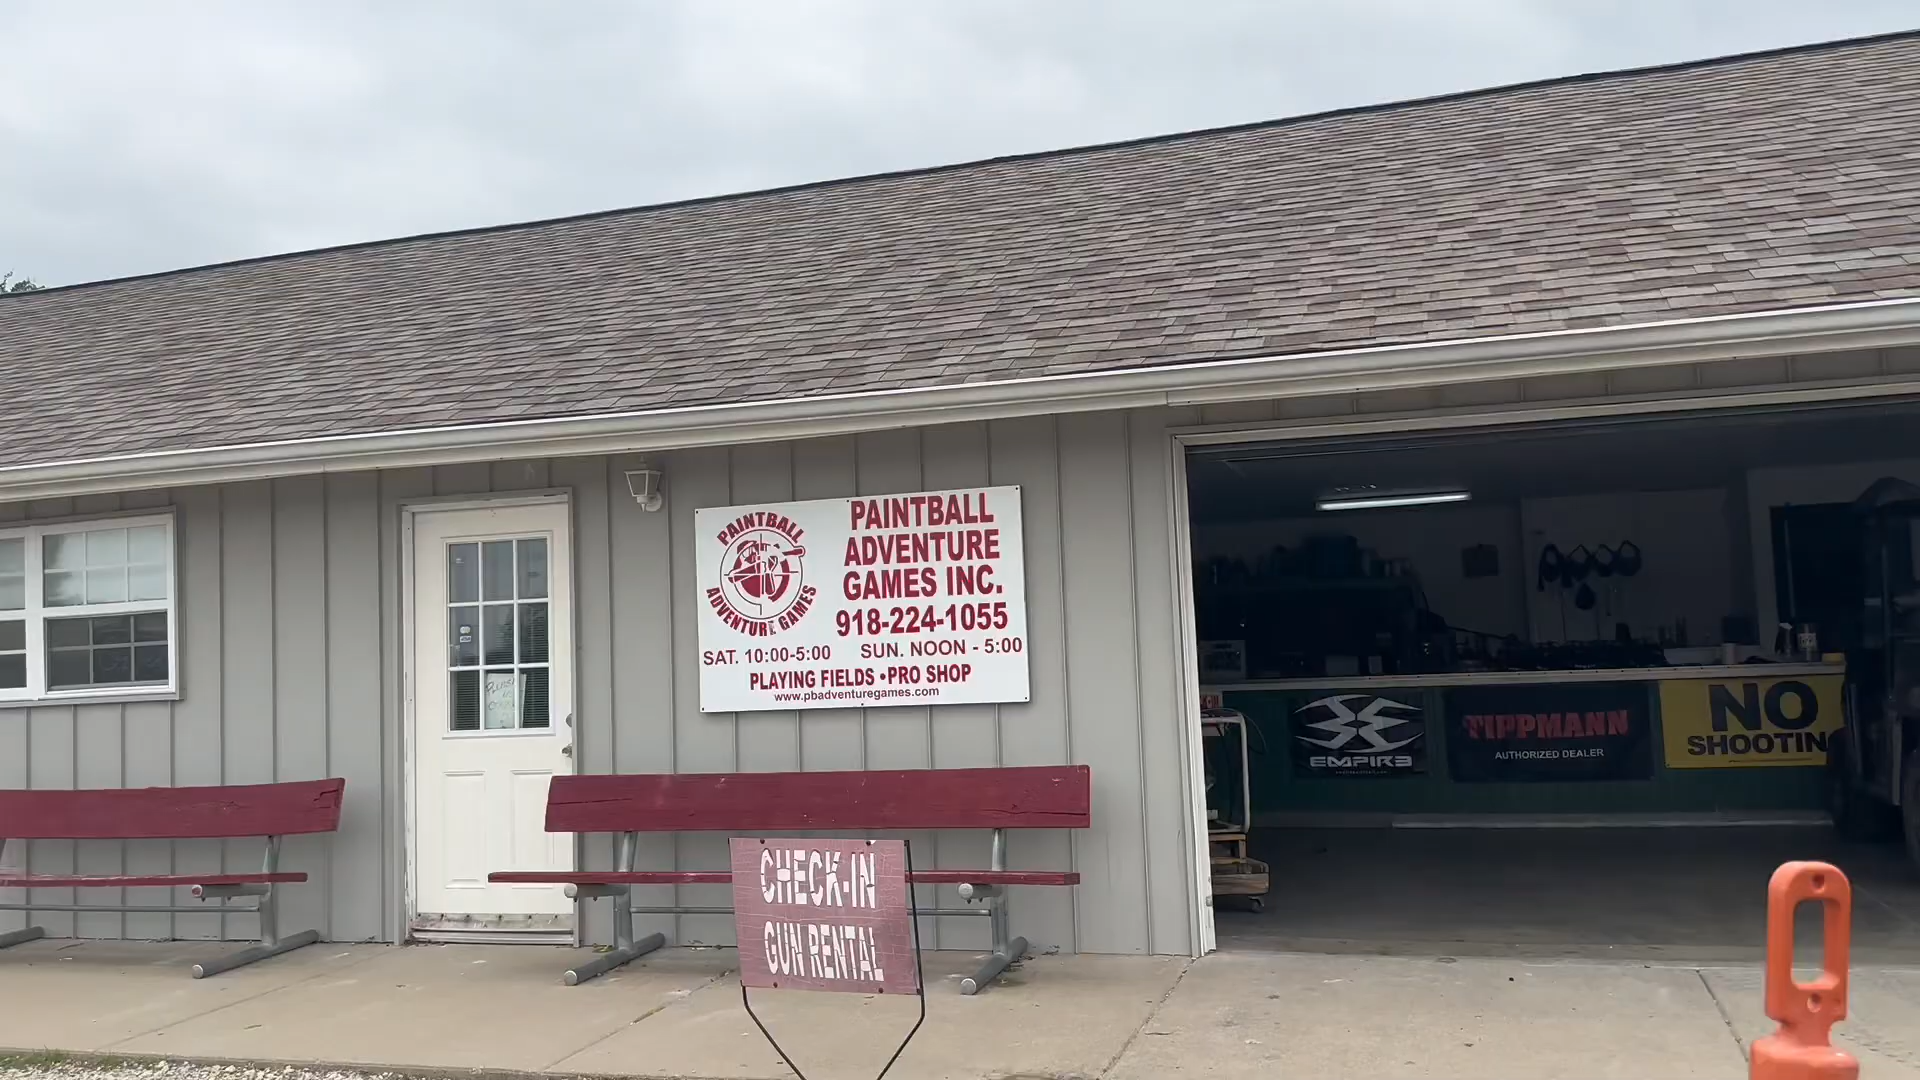 PAINTBALL
ADVENTURE GAMES
PAINTBALL
ADVENTURE
GAMES INC.
918-224-1055
SAT. 10:00-5:00 SUN. NOON - 5:00
PLAYING FIELDS • PRO SHOP
www.pbadventuregames.com
CHECK-IN
GUN RENTAL
EMPIRE
TIPPMANN
AUTHORIZED DEALER
NO
SHOOTIN